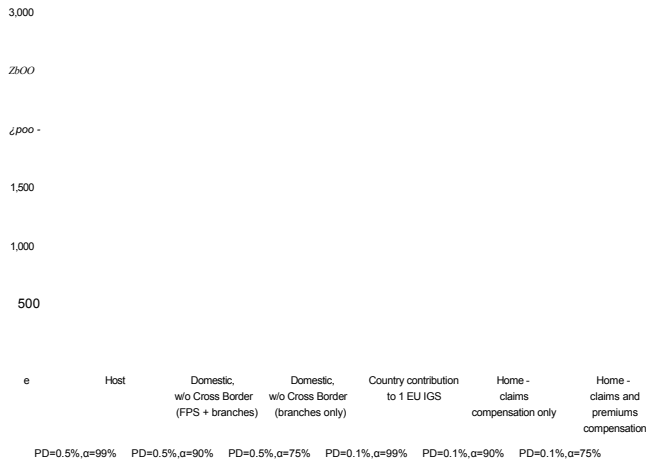 3,000
ZbOO
¿poo -
1,500
1,000
500
e Host Domestic, Domestic, Country contribution Home - Home -
w/o Cross Border w/o Cross Border to 1 EU IGS claims claims and
(FPS + branches) (branches only) compensation only premiums
compensation
PD=0.5%,α=99% PD=0.5%,α=90% PD=0.5%,α=75% PD=0.1%,α=99% PD=0.1%,α=90% PD=0.1%,α=75%